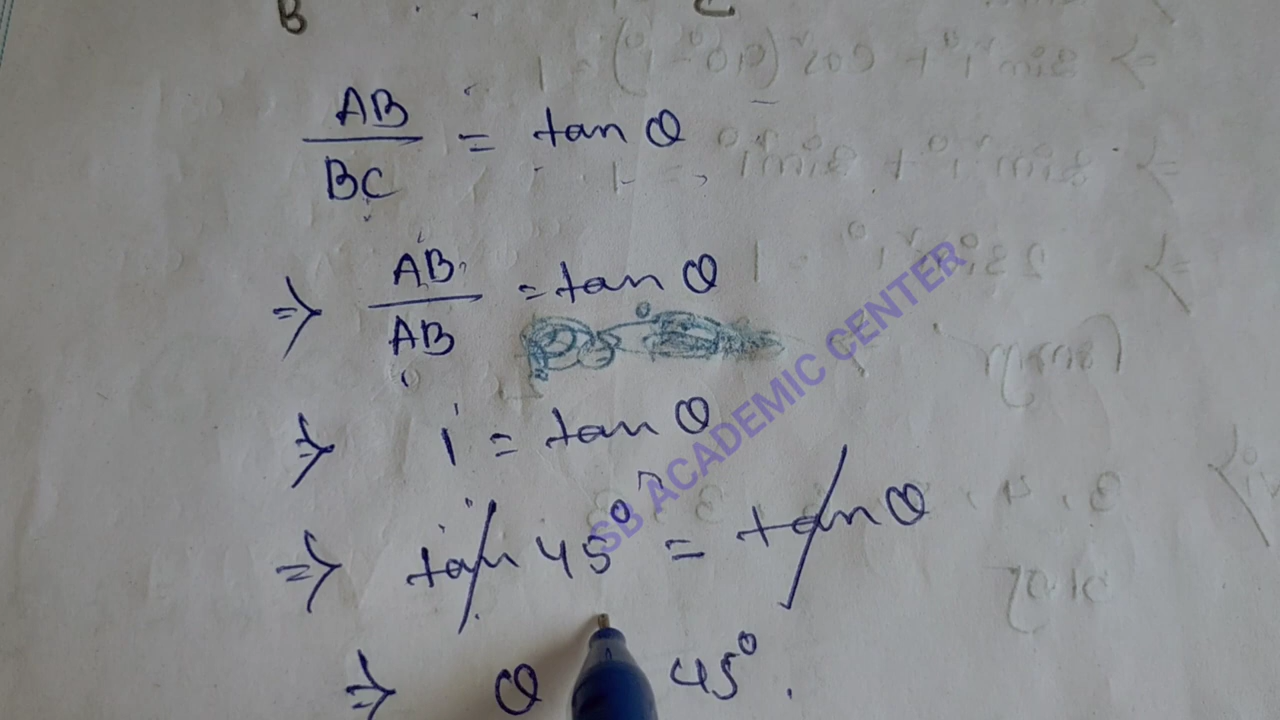 B C
AB/BC = tan θ
⇒ AB/AB = tan θ
⇒ 1 = tan θ
⇒ tan 45° = tan θ
⇒ θ 45°.
SB ACADEMIC CENTER